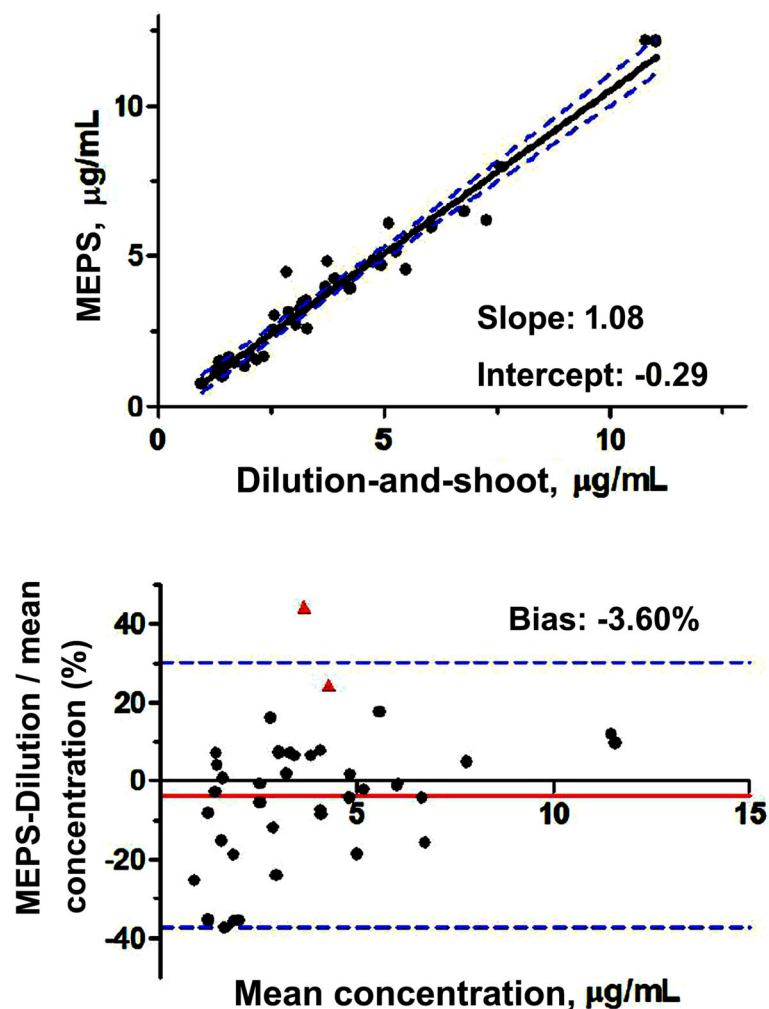 MEPS, μg/mL
10
5
0
Slope: 1.08
Intercept: -0.29
0
5
10
Dilution-and-shoot, μg/mL
MEPS-Dilution / mean
concentration (%)
40
20
0
-20
-40
Bias: -3.60%
5
10
15
Mean concentration, μg/mL